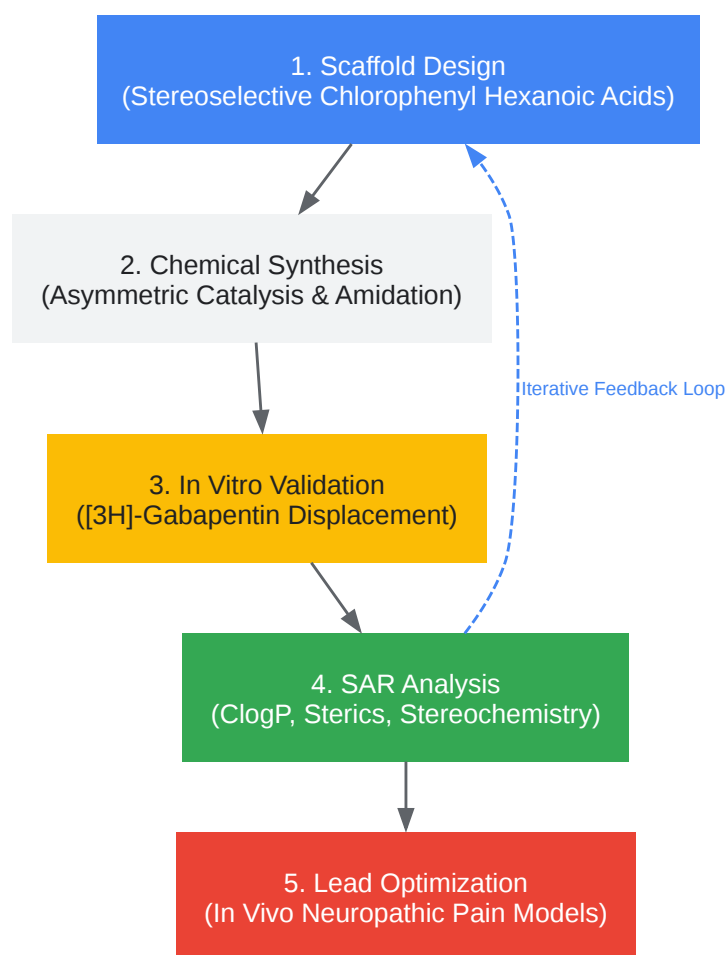 1. Scaffold Design
(Stereoselective Chlorophenyl Hexanoic Acids)
2. Chemical Synthesis
(Asymmetric Catalysis & Amidation)
Iterative Feedback Loop
3. In Vitro Validation
([3H]-Gabapentin Displacement)
4. SAR Analysis
(ClogP, Sterics, Stereochemistry)
5. Lead Optimization
(In Vivo Neuropathic Pain Models)